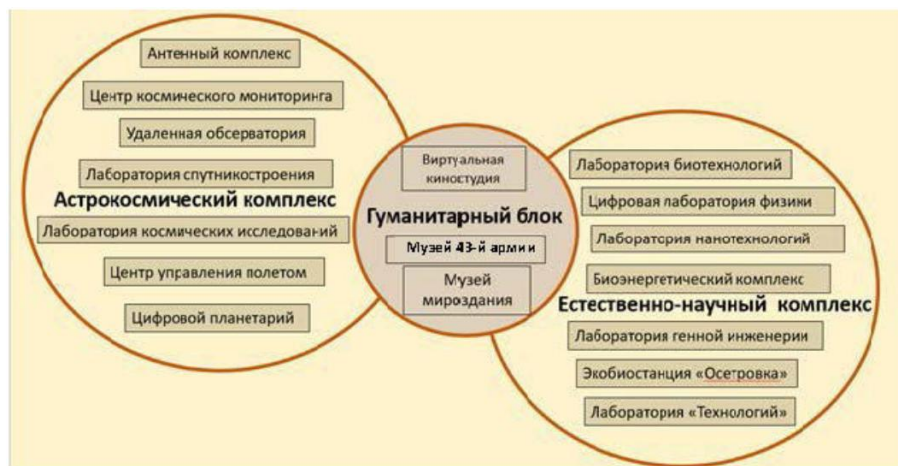 Антенный комплекс
Центр космического мониторинга
Удаленная обсерватория
Лаборатория спутникостроения
Астрокосмический комплекс
Лаборатория космических исследований
Центр управления полетом
Цифровой планетарий
Виртуальная
киностудия
Гуманитарный блок
Музей 43-й армии
Музей
мироздания
Лаборатория биотехнологий
Цифровая лаборатория физики
Лаборатория нанотехнологий
Биоэнергетический комплекс
Естественно-научный комплекс
Лаборатория генной инженерии
Экобиостанция «Осетровка»
Лаборатория «Технологий»